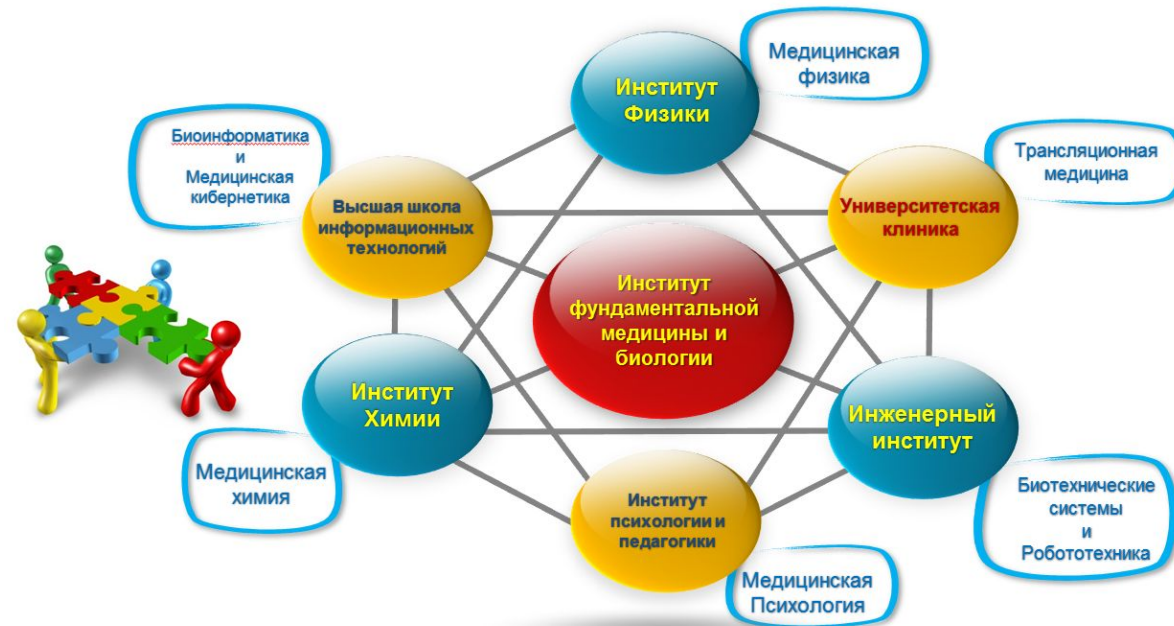 Институт
Физики
Медицинская
физика
Биоинформатика
и
Медицинская
кибернетика
Высшая школа
информационных
технологий
Университетская
клиника
Трансляционная
медицина
Институт
фундаментальной
медицины и
биологии
Институт
Химии
Медицинская
химия
Инженерный
институт
Биотехнические
системы
и
Робототехника
Институт
психологии и
педагогики
Медицинская
Психология